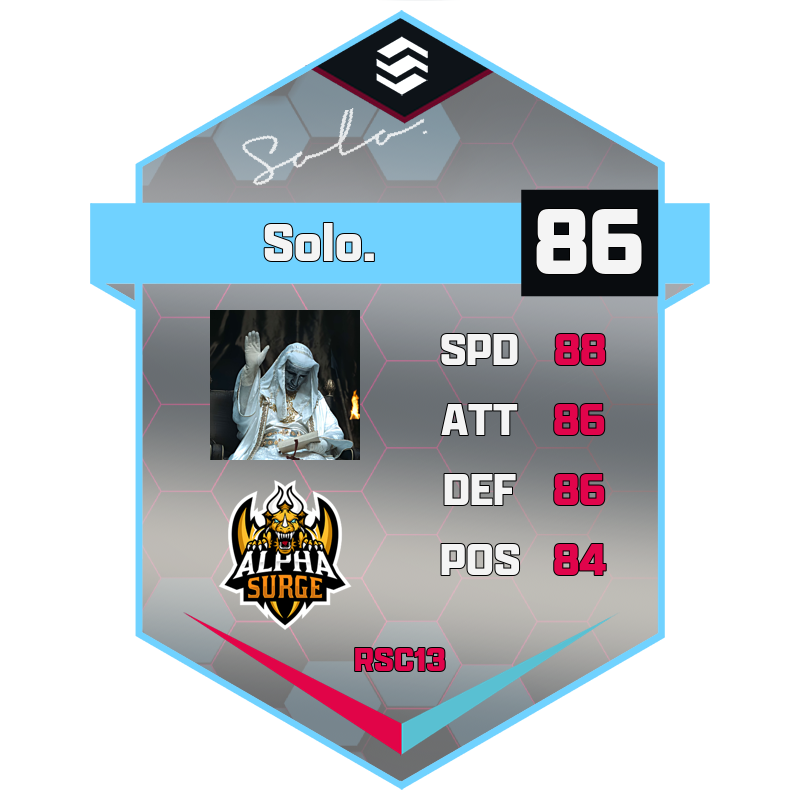 Solo.
Solo. 86
SPD 88
ATT 86
DEF 86
POS 84
ALPHA
SURGE
RSC13